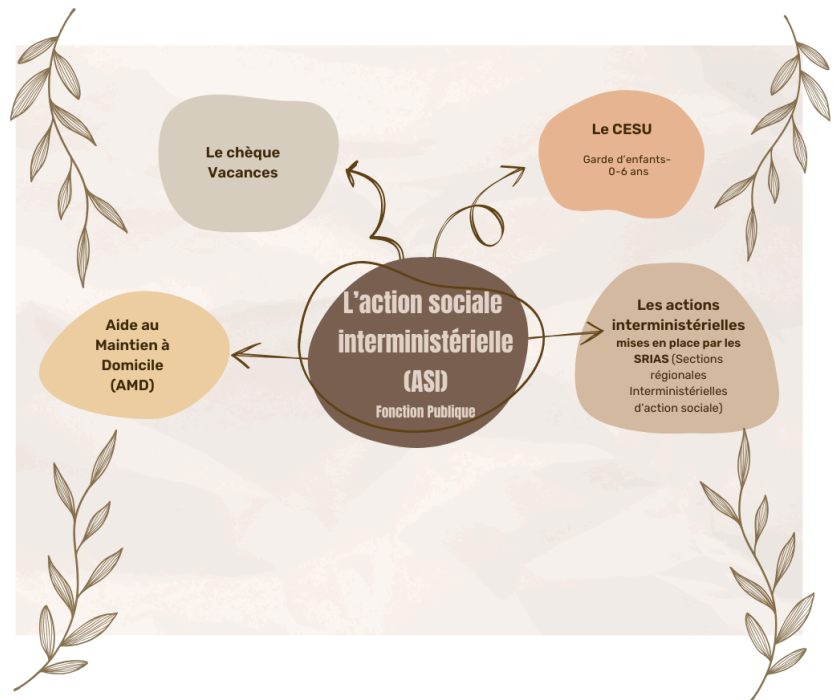 Le chèque
Vacances
Le CESU
Garde d'enfants-
0-6 ans
L'action sociale
interministérielle
(ASI)
Fonction Publique
Aide au
Maintien à
Domicile
(AMD)
Les actions
interministérielles
mises en place par les
SRIAS (Sections
régionales
Interministérielles
d'action sociale)